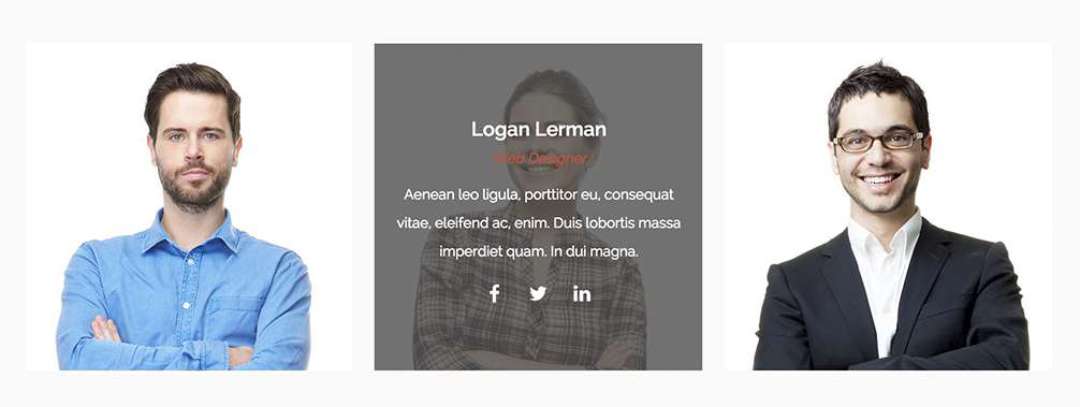 Logan Lerman
Web Designer
Aenean leo ligula, porttitor eu, consequat
vitae, eleifend ac, enim. Duis lobortis massa
imperdiet quam. In dui magna.